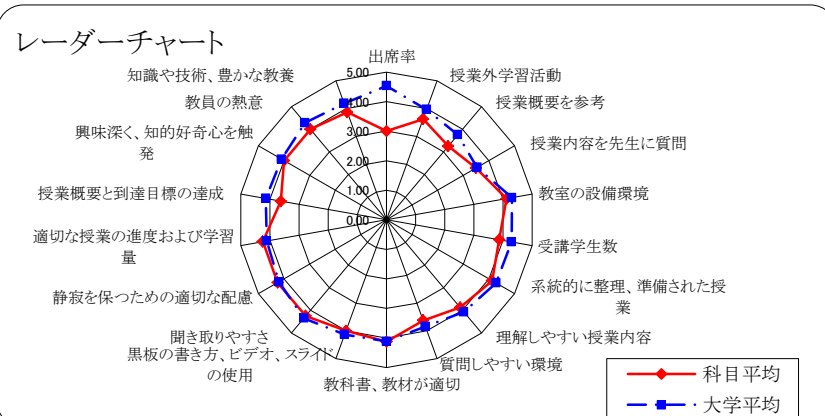 レーダーチャート
出席率
授業外学習活動
授業概要を参考
授業内容を先生に質問
教室の設備環境
受講学生数
系統的に整理、準備された授
業
理解しやすい授業内容
質問しやすい環境
教科書、教材が適切
黒板の書き方、ビデオ、スライド
の使用
聞き取りやすさ
静寂を保つための適切な配慮
適切な授業の進度および学習
量
授業概要と到達目標の達成
興味深く、知的好奇心を触
発
教員の熱意
知識や技術、豊かな教養
5.00
4.00
3.00
2.00
1.00
0.00
科目平均
大学平均